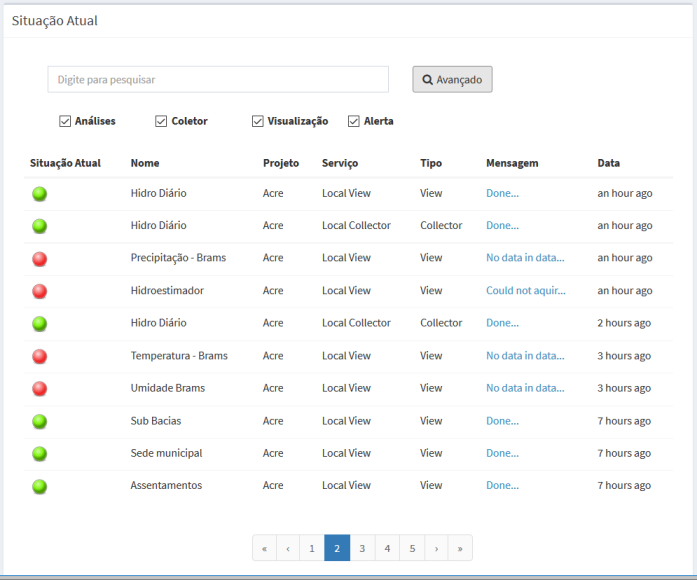 Situação Atual
Digite para pesquisar
Avançado
Análises Coletor Visualização Alerta
Situação Atual Nome Projeto Serviço Tipo Mensagem Data
Hidro Diário Acre Local View View Done... an hour ago
Hidro Diário Acre Local Collector Collector Done... an hour ago
Precipitação - Brams Acre Local View View No data in data... an hour ago
Hidroestimador Acre Local View View Could not aquir... an hour ago
Hidro Diário Acre Local Collector Collector Done... 2 hours ago
Temperatura - Brams Acre Local View View No data in data... 3 hours ago
Umidade Brams Acre Local View View No data in data... 3 hours ago
Sub Bacias Acre Local View View Done... 7 hours ago
Sede municipal Acre Local View View Done... 7 hours ago
Assentamentos Acre Local View View Done... 7 hours ago
« ‹ 1 2 3 4 5 › »